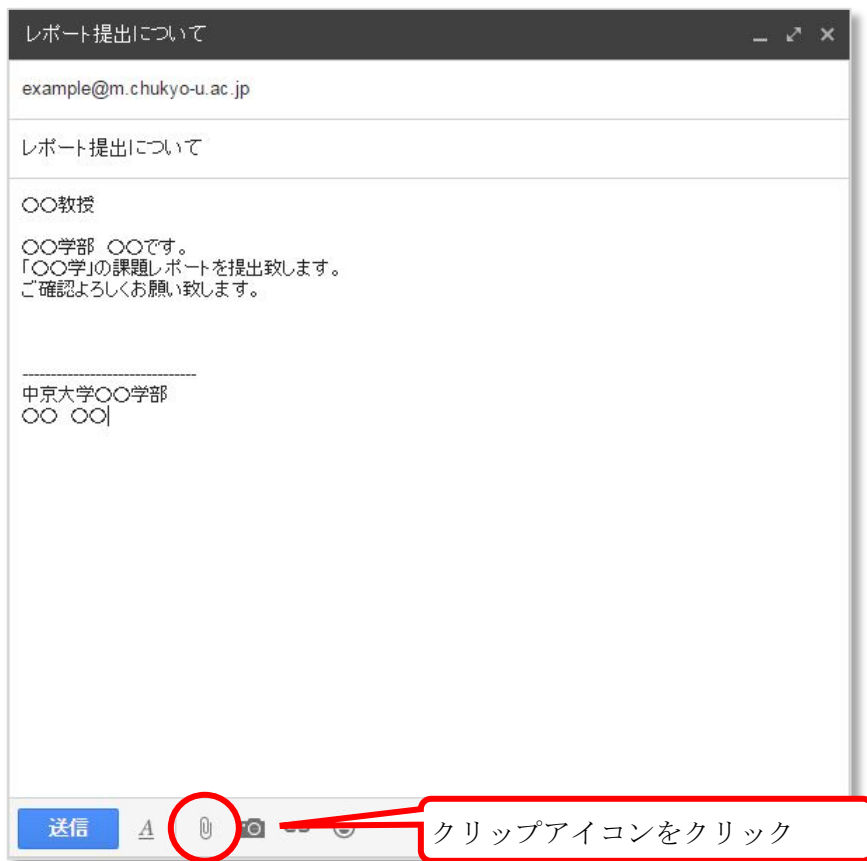 レポート提出について
example@m.chukyo-u.ac.jp
レポート提出について
〇〇教授
〇〇学部 〇〇です。
「〇〇学」の課題レポートを提出致します。
ご確認よろしくお願い致します。
-------------------------------
中京大学〇〇学部
〇〇 〇〇
送信 A クリップアイコンをクリック